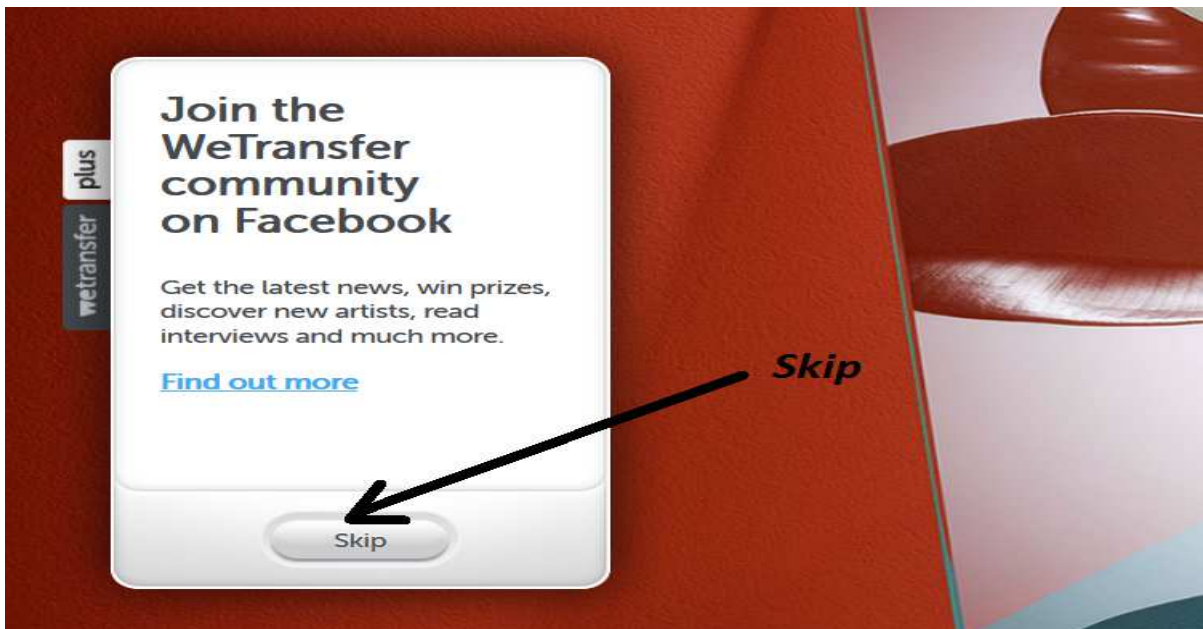 Join the
WeTransfer
community
on Facebook
Get the latest news, win prizes,
discover new artists, read
interviews and much more.
Find out more
Skip
Skip
plus
wetransfer